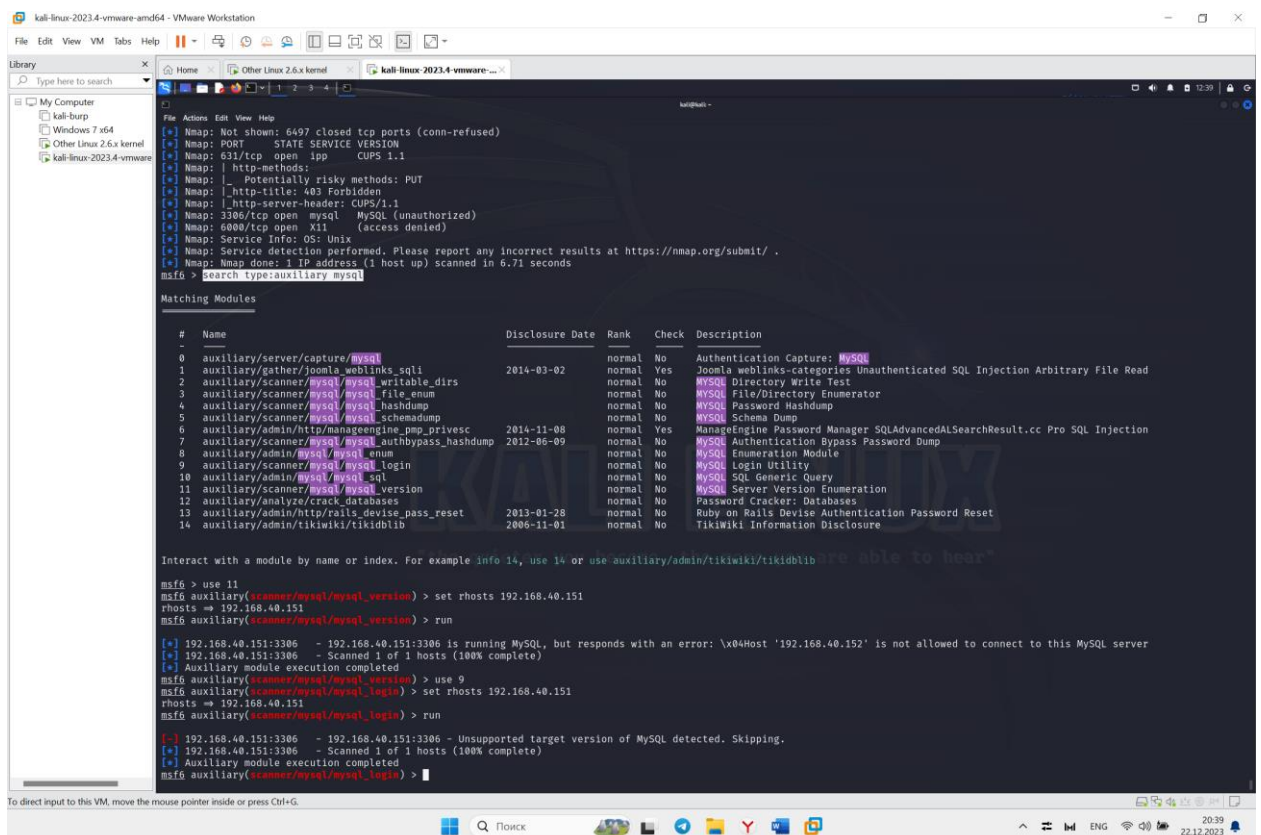 kali-linux-2023.4-vmware-amd64 - VMware Workstation
File Edit View VM Tabs Help
Library
Type here to search
My Computer
kali-burp
Windows 7 x64
Other Linux 2.6.x kernel
kali-linux-2023.4-vmware
Home Other Linux 2.6.x kernel kali-linux-2023.4-vmware-...
1 2 3 4 12:39
kali@kali: ~
File Actions Edit View Help
[*] Nmap: Not shown: 6497 closed tcp ports (conn-refused)
[*] Nmap: PORT STATE SERVICE VERSION
[*] Nmap: 631/tcp open ipp CUPS 1.1
[*] Nmap: | http-methods:
[*] Nmap: |_ Potentially risky methods: PUT
[*] Nmap: |_http-title: 403 Forbidden
[*] Nmap: |_http-server-header: CUPS/1.1
[*] Nmap: 3306/tcp open mysql MySQL (unauthorized)
[*] Nmap: 6000/tcp open X11 (access denied)
[*] Nmap: Service Info: OS: Unix
[*] Nmap: Service detection performed. Please report any incorrect results at https://nmap.org/submit/ .
[*] Nmap: Nmap done: 1 IP address (1 host up) scanned in 6.71 seconds
msf6 > search type:auxiliary mysql
Matching Modules
# Name Disclosure Date Rank Check Description
- ---- --------------- ---- ----- -----------
0 auxiliary/server/capture/mysql normal No Authentication Capture: MySQL
1 auxiliary/gather/joomla_weblinks_sqli 2014-03-02 normal Yes Joomla weblinks-categories Unauthenticated SQL Injection Arbitrary File Read
2 auxiliary/scanner/mysql/mysql_writable_dirs normal No MYSQL Directory Write Test
3 auxiliary/scanner/mysql/mysql_file_enum normal No MYSQL File/Directory Enumerator
4 auxiliary/scanner/mysql/mysql_hashdump normal No MYSQL Password Hashdump
5 auxiliary/scanner/mysql/mysql_schemadump normal No MYSQL Schema Dump
6 auxiliary/admin/http/manageengine_pmp_privesc 2014-11-08 normal Yes ManageEngine Password Manager SQLAdvancedALSearchResult.cc Pro SQL Injection
7 auxiliary/scanner/mysql/mysql_authbypass_hashdump 2012-06-09 normal No MySQL Authentication Bypass Password Dump
8 auxiliary/admin/mysql/mysql_enum normal No MySQL Enumeration Module
9 auxiliary/scanner/mysql/mysql_login normal No MySQL Login Utility
10 auxiliary/admin/mysql/mysql_sql normal No MySQL SQL Generic Query
11 auxiliary/scanner/mysql/mysql_version normal No MySQL Server Version Enumeration
12 auxiliary/analyze/crack_databases normal No Password Cracker: Databases
13 auxiliary/admin/http/rails_devise_pass_reset 2013-01-28 normal No Ruby on Rails Devise Authentication Password Reset
14 auxiliary/admin/tikiwiki/tikidblib 2006-11-01 normal No TikiWiki Information Disclosure
KALI LINUX
Interact with a module by name or index. For example info 14, use 14 or use auxiliary/admin/tikiwiki/tikidblib
are able to hear"
msf6 > use 11
msf6 auxiliary(scanner/mysql/mysql_version) > set rhosts 192.168.40.151
rhosts ⇒ 192.168.40.151
msf6 auxiliary(scanner/mysql/mysql_version) > run
[*] 192.168.40.151:3306 - 192.168.40.151:3306 is running MySQL, but responds with an error: \x04Host '192.168.40.152' is not allowed to connect to this MySQL server
[*] 192.168.40.151:3306 - Scanned 1 of 1 hosts (100% complete)
[*] Auxiliary module execution completed
msf6 auxiliary(scanner/mysql/mysql_version) > use 9
msf6 auxiliary(scanner/mysql/mysql_login) > set rhosts 192.168.40.151
rhosts ⇒ 192.168.40.151
msf6 auxiliary(scanner/mysql/mysql_login) > run
[-] 192.168.40.151:3306 - 192.168.40.151:3306 - Unsupported target version of MySQL detected. Skipping.
[*] 192.168.40.151:3306 - Scanned 1 of 1 hosts (100% complete)
[*] Auxiliary module execution completed
msf6 auxiliary(scanner/mysql/mysql_login) >
To direct input to this VM, move the mouse pointer inside or press Ctrl+G.
Поиск
ENG 20:39
22.12.2023